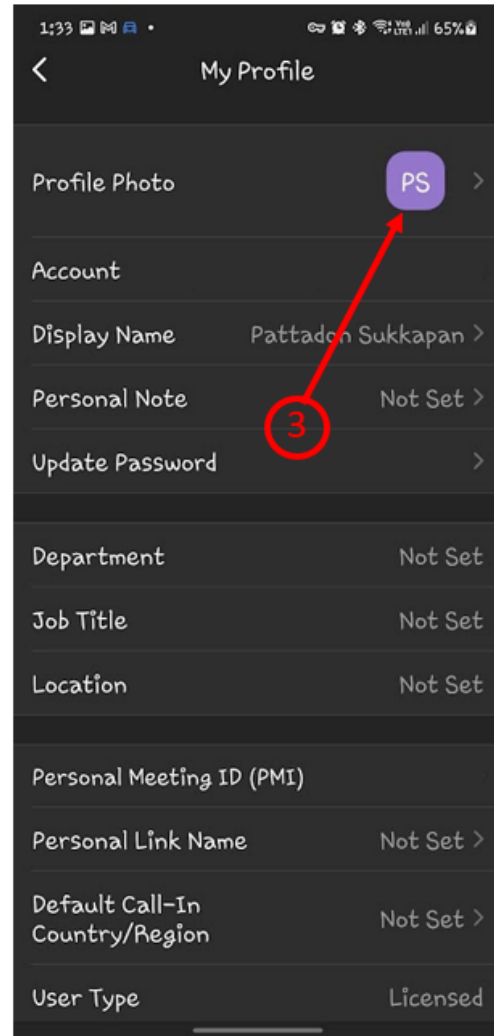 1:33 65%
My Profile
Profile Photo PS >
Account
Display Name Pattadon Sukkapan >
Personal Note Not Set >
3
Update Password >
Department Not Set
Job Title Not Set
Location Not Set
Personal Meeting ID (PMI)
Personal Link Name Not Set >
Default Call-In
Country/Region Not Set >
User Type Licensed